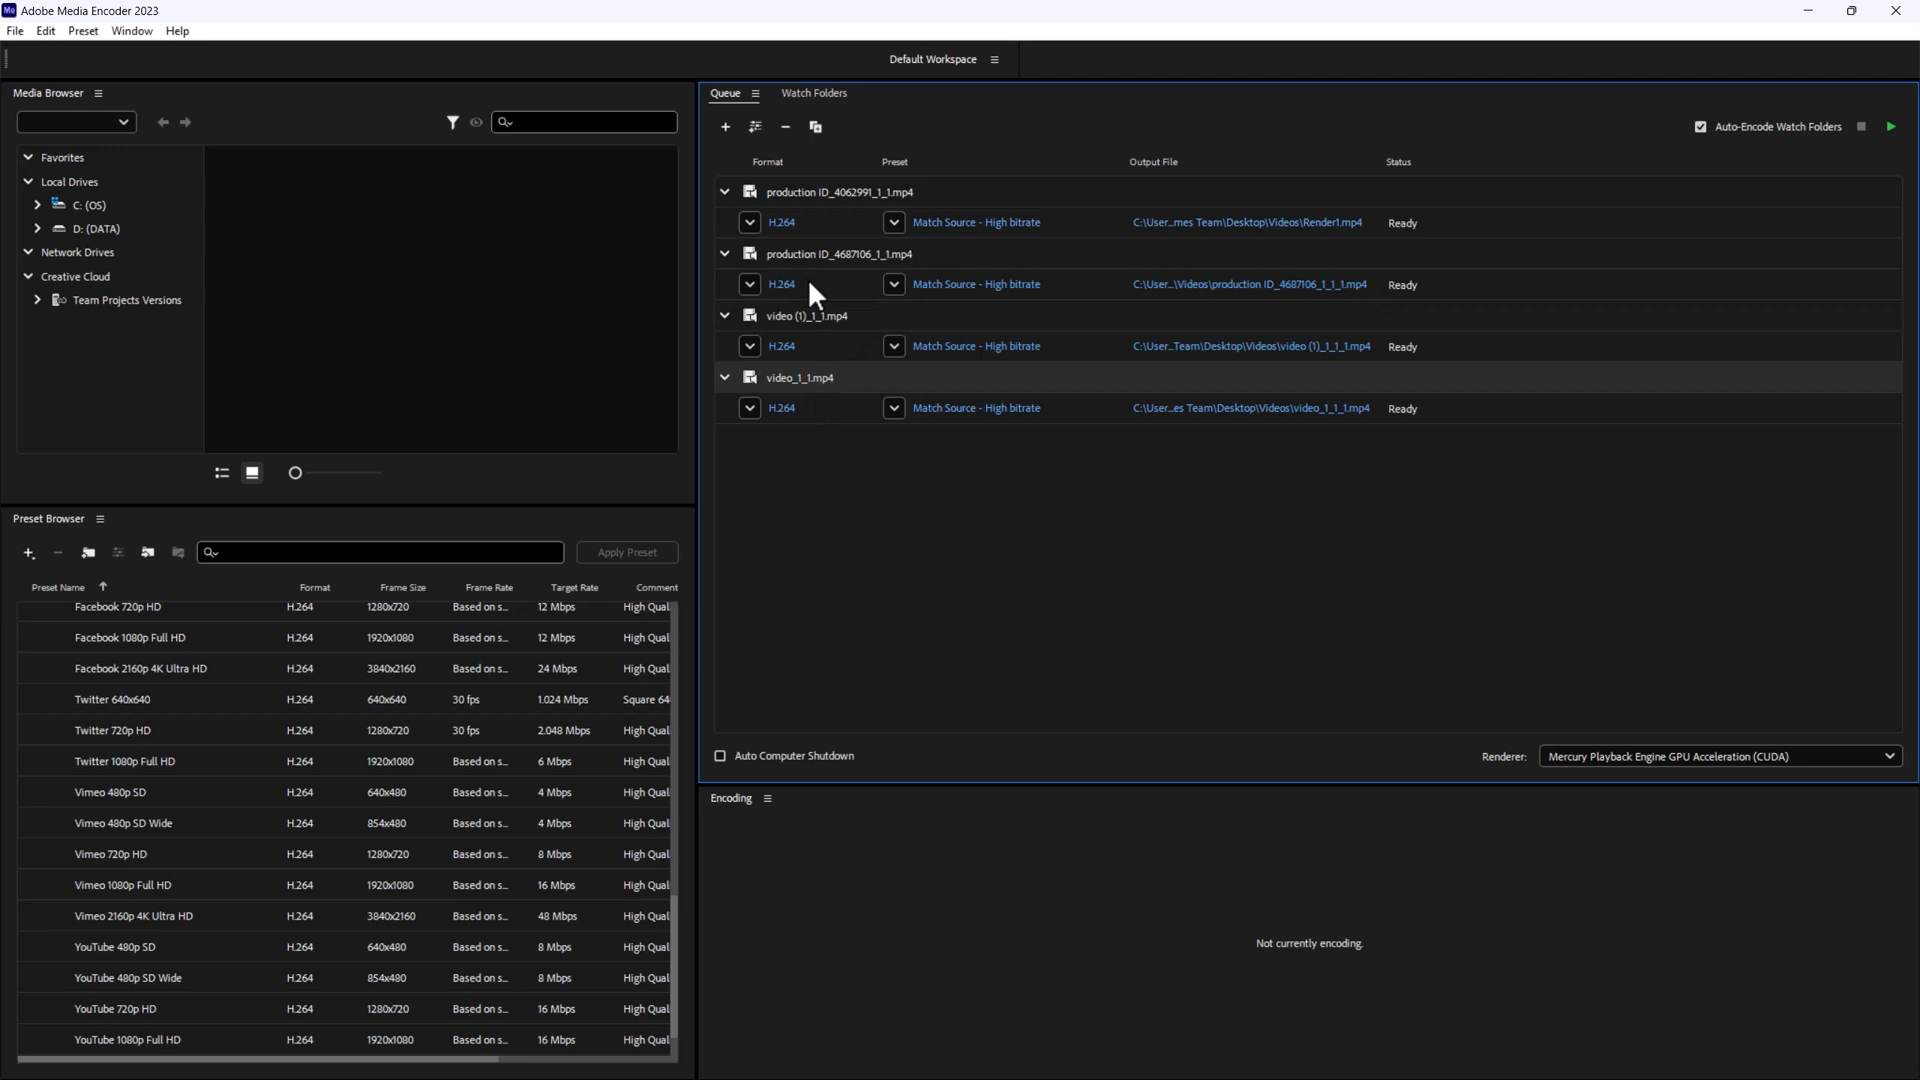 Me Adobe Media Encoder 2023
File Edit Preset Window Help
Default Workspace
Media Browser
Favorites
Local Drives
C: (OS)
D: (DATA)
Network Drives
Creative Cloud
Team Projects Versions
Queue Watch Folders
Auto-Encode Watch Folders
Format Preset Output File Status
production ID_4062991_1_1.mp4
H.264 Match Source - High bitrate C:\User...mes Team\Desktop\Videos\Render1.mp4 Ready
production ID_4687106_1_1.mp4
H.264 Match Source - High bitrate C:\User...\Videos\production ID_4687106_1_1_1.mp4 Ready
video (1)_1_1.mp4
H.264 Match Source - High bitrate C:\User...Team\Desktop\Videos\video (1)_1_1_1.mp4 Ready
video_1_1.mp4
H.264 Match Source - High bitrate C:\User...es Team\Desktop\Videos\video_1_1_1.mp4 Ready
Auto Computer Shutdown Renderer: Mercury Playback Engine GPU Acceleration (CUDA)
Preset Browser
Apply Preset
Preset Name Format Frame Size Frame Rate Target Rate Comment
Facebook 720p HD H.264 1280x720 Based on s... 12 Mbps High Qual
Facebook 1080p Full HD H.264 1920x1080 Based on s... 12 Mbps High Qual
Facebook 2160p 4K Ultra HD H.264 3840x2160 Based on s... 24 Mbps High Qual
Twitter 640x640 H.264 640x640 30 fps 1.024 Mbps Square 64
Twitter 720p HD H.264 1280x720 30 fps 2.048 Mbps High Qual
Twitter 1080p Full HD H.264 1920x1080 Based on s... 6 Mbps High Qual
Vimeo 480p SD H.264 640x480 Based on s... 4 Mbps High Qual
Vimeo 480p SD Wide H.264 854x480 Based on s... 4 Mbps High Qual
Vimeo 720p HD H.264 1280x720 Based on s... 8 Mbps High Qual
Vimeo 1080p Full HD H.264 1920x1080 Based on s... 16 Mbps High Qual
Vimeo 2160p 4K Ultra HD H.264 3840x2160 Based on s... 48 Mbps High Qual
YouTube 480p SD H.264 640x480 Based on s... 8 Mbps High Qual
YouTube 480p SD Wide H.264 854x480 Based on s... 8 Mbps High Qual
YouTube 720p HD H.264 1280x720 Based on s... 16 Mbps High Qual
YouTube 1080p Full HD H.264 1920x1080 Based on s... 16 Mbps High Qual
Encoding
Not currently encoding.